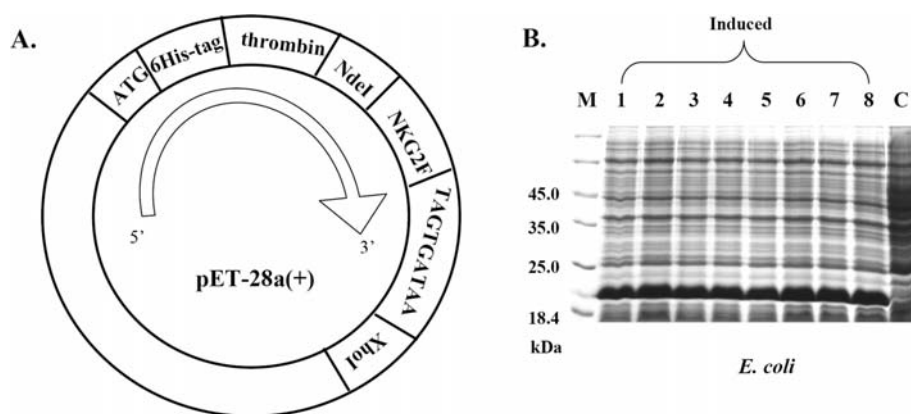 A.
ATG
6His-tag
thrombin
NdeI
NKG2F
TAGTGATAA
XhoI
5’
3’
pET-28a(+)
B.
Induced
M 1 2 3 4 5 6 7 8 C
45.0
35.0
25.0
18.4
kDa
E. coli